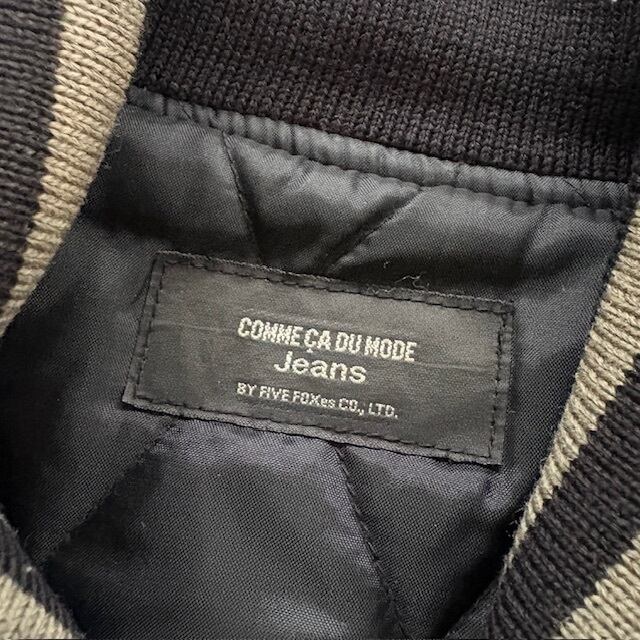 COMME ÇA DU MODE
Jeans
BY FIVE FOXes CO., LTD.